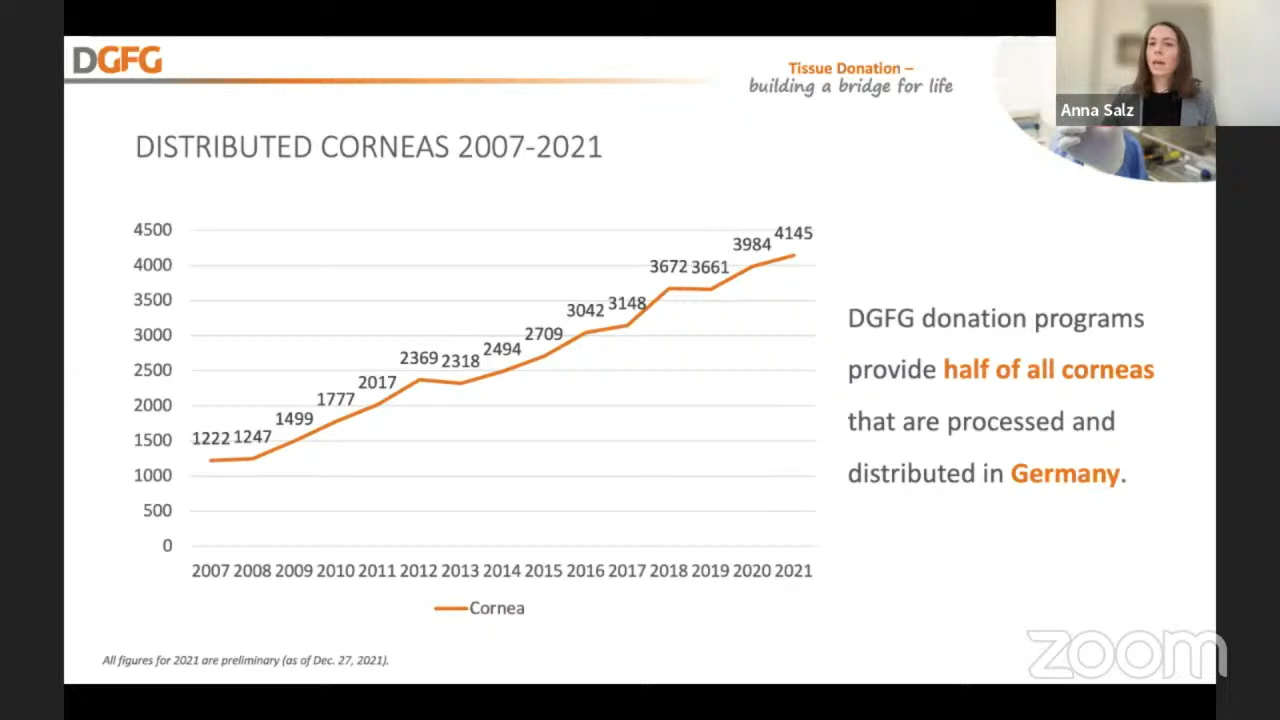 DGFG
Tissue Donation –
building a bridge for life
Anna Salz
DISTRIBUTED CORNEAS 2007-2021
4500
4000
3500
3000
2500
2000
1500
1000
500
0
1222 1247 1499 1777 2017 2369 2318 2494 2709 3042 3148 3672 3661 3984 4145
2007 2008 2009 2010 2011 2012 2013 2014 2015 2016 2017 2018 2019 2020 2021
Cornea
DGFG donation programs
provide half of all corneas
that are processed and
distributed in Germany.
All figures for 2021 are preliminary (as of Dec. 27, 2021).
zoom